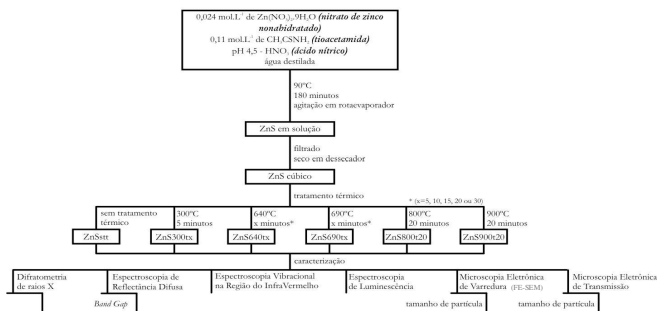 0,024 mol.L⁻¹ de Zn(NO₃)₂.9H₂O (nitrato de zinco
nonahidratado)
0,11 mol.L⁻¹ de CH₃CSNH₂ (tioacetamida)
pH 4,5 - HNO₃ (ácido nítrico)
água destilada
90ºC
180 minutos
agitação em rotaevaporador
ZnS em solução
filtrado
seco em dessecador
ZnS cúbico
tratamento térmico
* (x=5, 10, 15, 20 ou 30)
sem tratamento
térmico
300ºC
5 minutos
640ºC
x minutos*
690ºC
x minutos*
800ºC
20 minutos
900ºC
20 minutos
ZnSstt
ZnS300tx
ZnS640tx
ZnS690tx
ZnS800t20
ZnS900t20
caracterização
Difratometria
de raios X
Espectroscopia de
Reflectância Difusa
Espectroscopia Vibracional
na Região do InfraVermelho
Espectroscopia
de Luminescência
Microscopia Eletrônica
de Varredura (FE-SEM)
Microscopia Eletrônica
de Transmissão
Band Gap
tamanho de partícula
tamanho de partícula